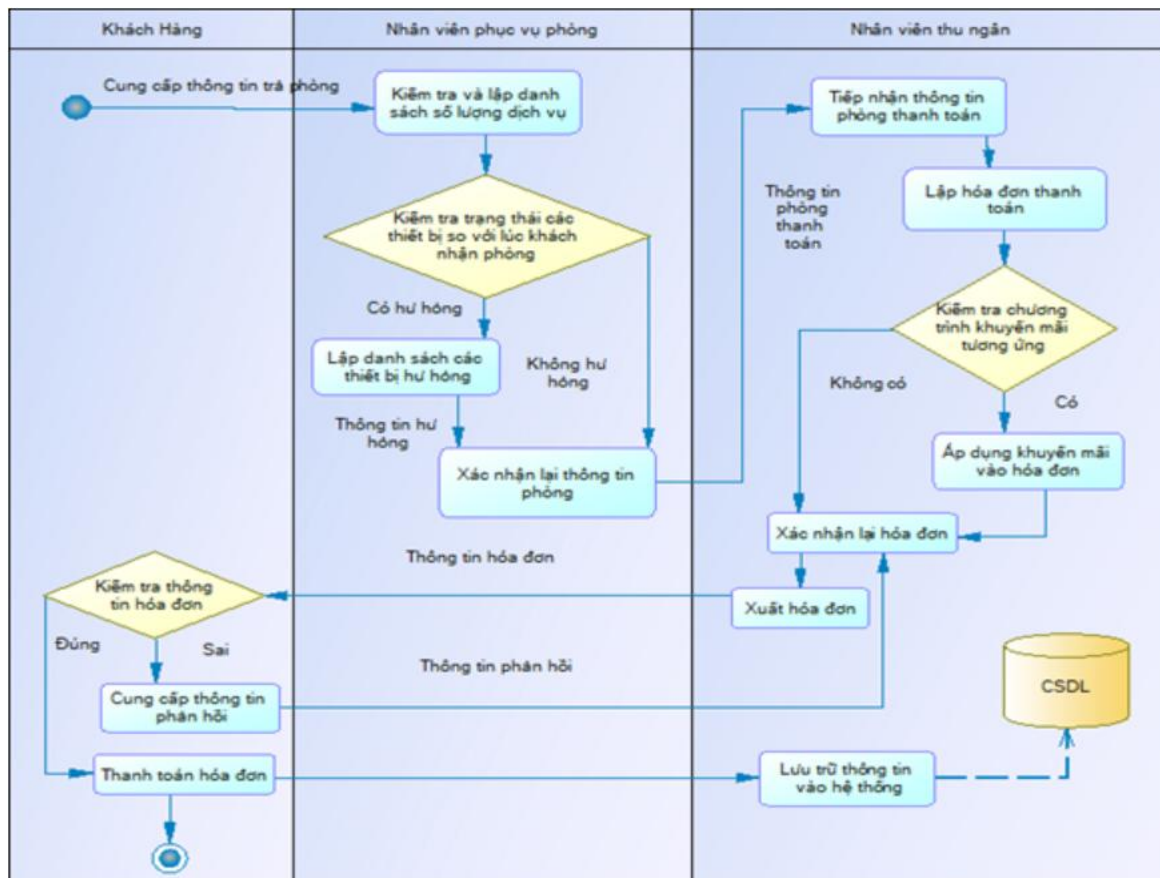 Khách Hàng
Nhân viên phục vụ phòng
Nhân viên thu ngân
Cung cấp thông tin trả phòng
Kiểm tra và lập danh
sách số lượng dịch vụ
Tiếp nhận thông tin
phòng thanh toán
Lập hóa đơn thanh
toán
Thông tin
phòng
thanh
toán
Kiểm tra trạng thái các
thiết bị so với lúc khách
nhận phòng
Có hư hỏng
Không hư
hỏng
Lập danh sách các
thiết bị hư hỏng
Thông tin hư
hỏng
Xác nhận lại thông tin
phòng
Kiểm tra chương
trình khuyến mãi
tương ứng
Không có
Có
Áp dụng khuyến mãi
vào hóa đơn
Xác nhận lại hóa đơn
Xuất hóa đơn
Thông tin hóa đơn
Kiểm tra thông
tin hóa đơn
Đúng
Sai
Cung cấp thông tin
phản hồi
Thông tin phản hồi
Thanh toán hóa đơn
Lưu trữ thông tin
vào hệ thống
CSDL